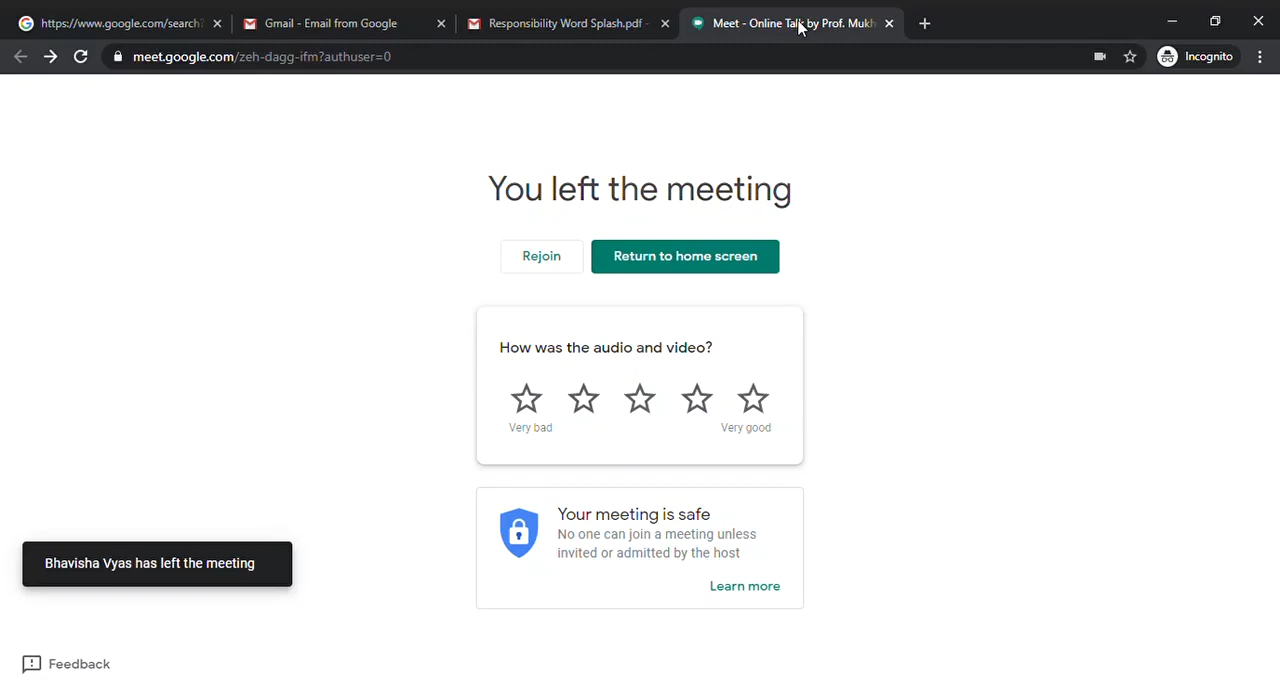 https://www.google.com/search?
Gmail - Email from Google
Responsibility Word Splash.pdf -
Meet - Online Talk by Prof. Mukh
meet.google.com/zeh-dagg-ifm?authuser=0
Incognito
You left the meeting
Rejoin
Return to home screen
How was the audio and video?
Very bad
Very good
Your meeting is safe
No one can join a meeting unless
invited or admitted by the host
Learn more
Bhavisha Vyas has left the meeting
Feedback